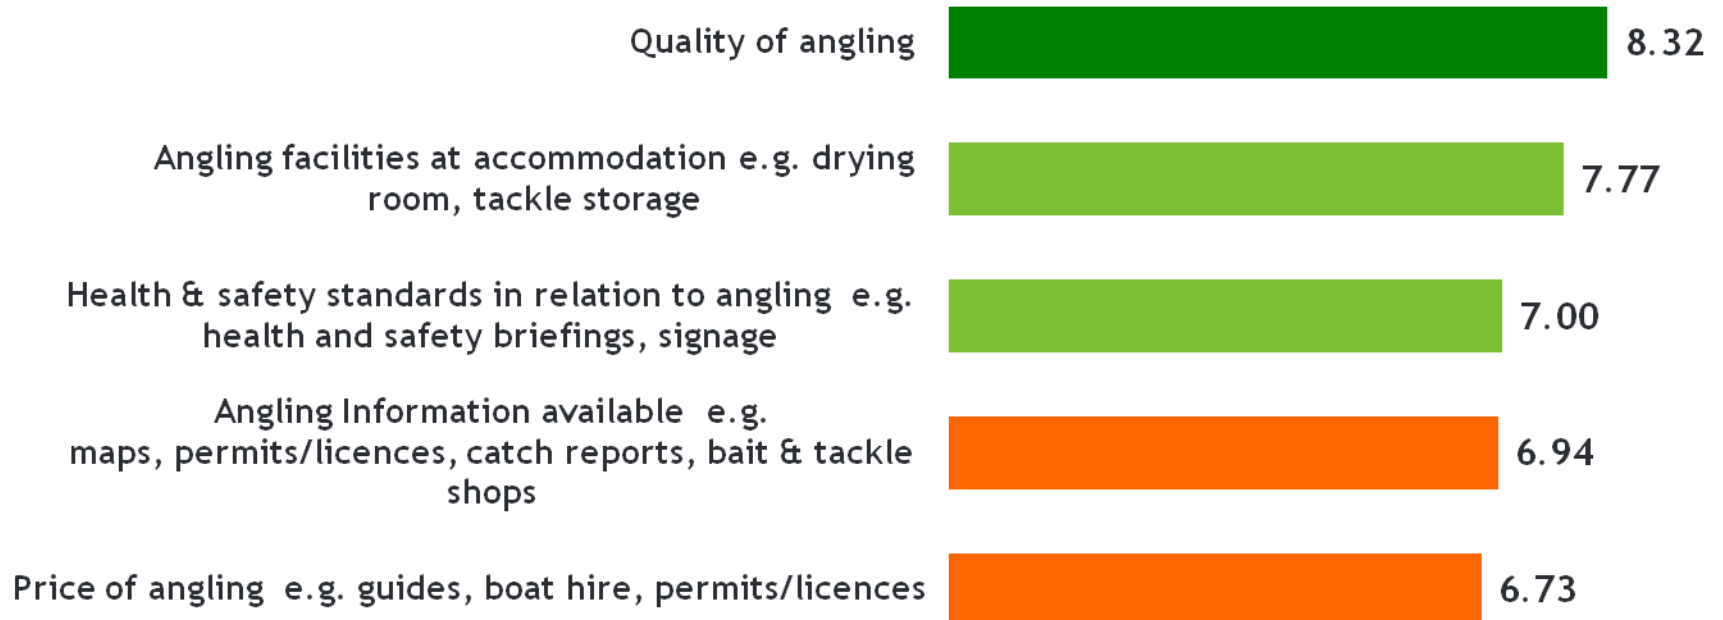 Quality of angling 8.32
Angling facilities at accommodation e.g. drying
room, tackle storage
7.77
Health & safety standards in relation to angling e.g.
health and safety briefings, signage
7.00
Angling Information available e.g.
maps, permits/licences, catch reports, bait & tackle
shops
6.94
Price of angling e.g. guides, boat hire, permits/licences 6.73